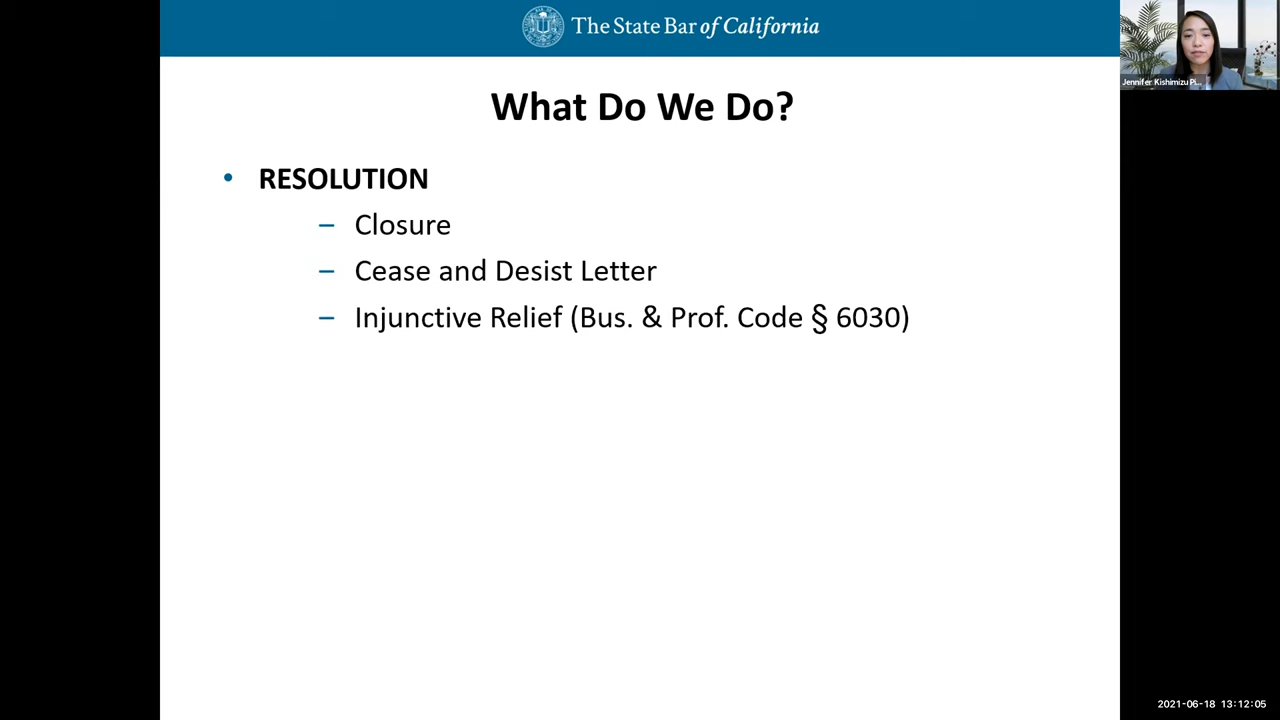 The State Bar of California
Jennifer Kishimizu Pi...
What Do We Do?
• RESOLUTION
– Closure
– Cease and Desist Letter
– Injunctive Relief (Bus. & Prof. Code § 6030)
2021-06-18 13:12:05